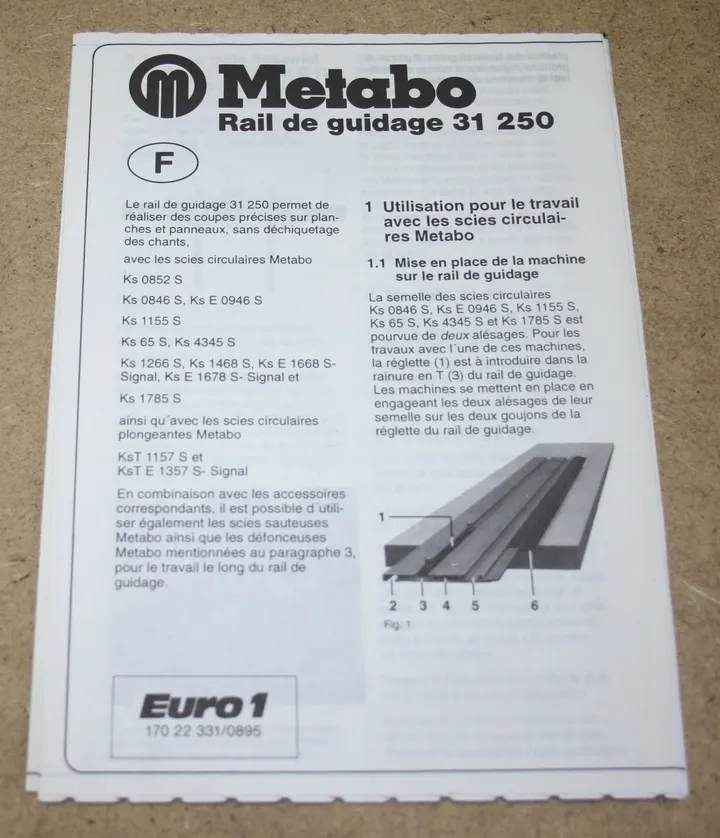 Metabo
Rail de guidage 31 250
F
Le rail de guidage 31 250 permet de
réaliser des coupes précises sur plan-
ches et panneaux, sans déchiquetage
des chants,
avec les scies circulaires Metabo
Ks 0852 S
Ks 0846 S, Ks E 0946 S
Ks 1155 S
Ks 65 S, Ks 4345 S
Ks 1266 S, Ks 1468 S, Ks E 1668 S-
Signal, Ks E 1678 S- Signal et
Ks 1785 S
ainsi qu´avec les scies circulaires
plongeantes Metabo
KsT 1157 S et
KsT E 1357 S- Signal
En combinaison avec les accessoires
correspondants, il est possible d´utili-
ser également les scies sauteuses
Metabo ainsi que les défonceuses
Metabo mentionnées au paragraphe 3,
pour le travail le long du rail de
guidage.
Euro 1
170 22 331/0895
1 Utilisation pour le travail
avec les scies circulai-
res Metabo
1.1 Mise en place de la machine
sur le rail de guidage
La semelle des scies circulaires
Ks 0846 S, Ks E 0946 S, Ks 1155 S,
Ks 65 S, Ks 4345 S et Ks 1785 S est
pourvue de deux alésages. Pour les
travaux avec l´une de ces machines,
la réglette (1) est à introduire dans la
rainure en T (3) du rail de guidage.
Les machines se mettent en place en
engageant les deux alésages de leur
semelle sur les deux goujons de la
réglette du rail de guidage.
1
2 3 4 5 6
Fig. 1